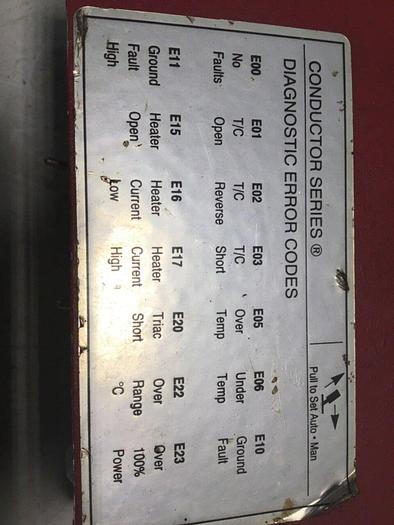 CONDUCTOR SERIES ®
Pull to Set Auto • Man
DIAGNOSTIC ERROR CODES
E00 E01 E02 E03 E05 E06 E10
No T/C T/C T/C Over Under Ground
Faults Open Reverse Short Temp Temp Fault
E11 E15 E16 E17 E20 E22 E23
Ground Heater Heater Heater Triac Over Over
Fault Open Current Current Short Range 100%
High Low High °C Power